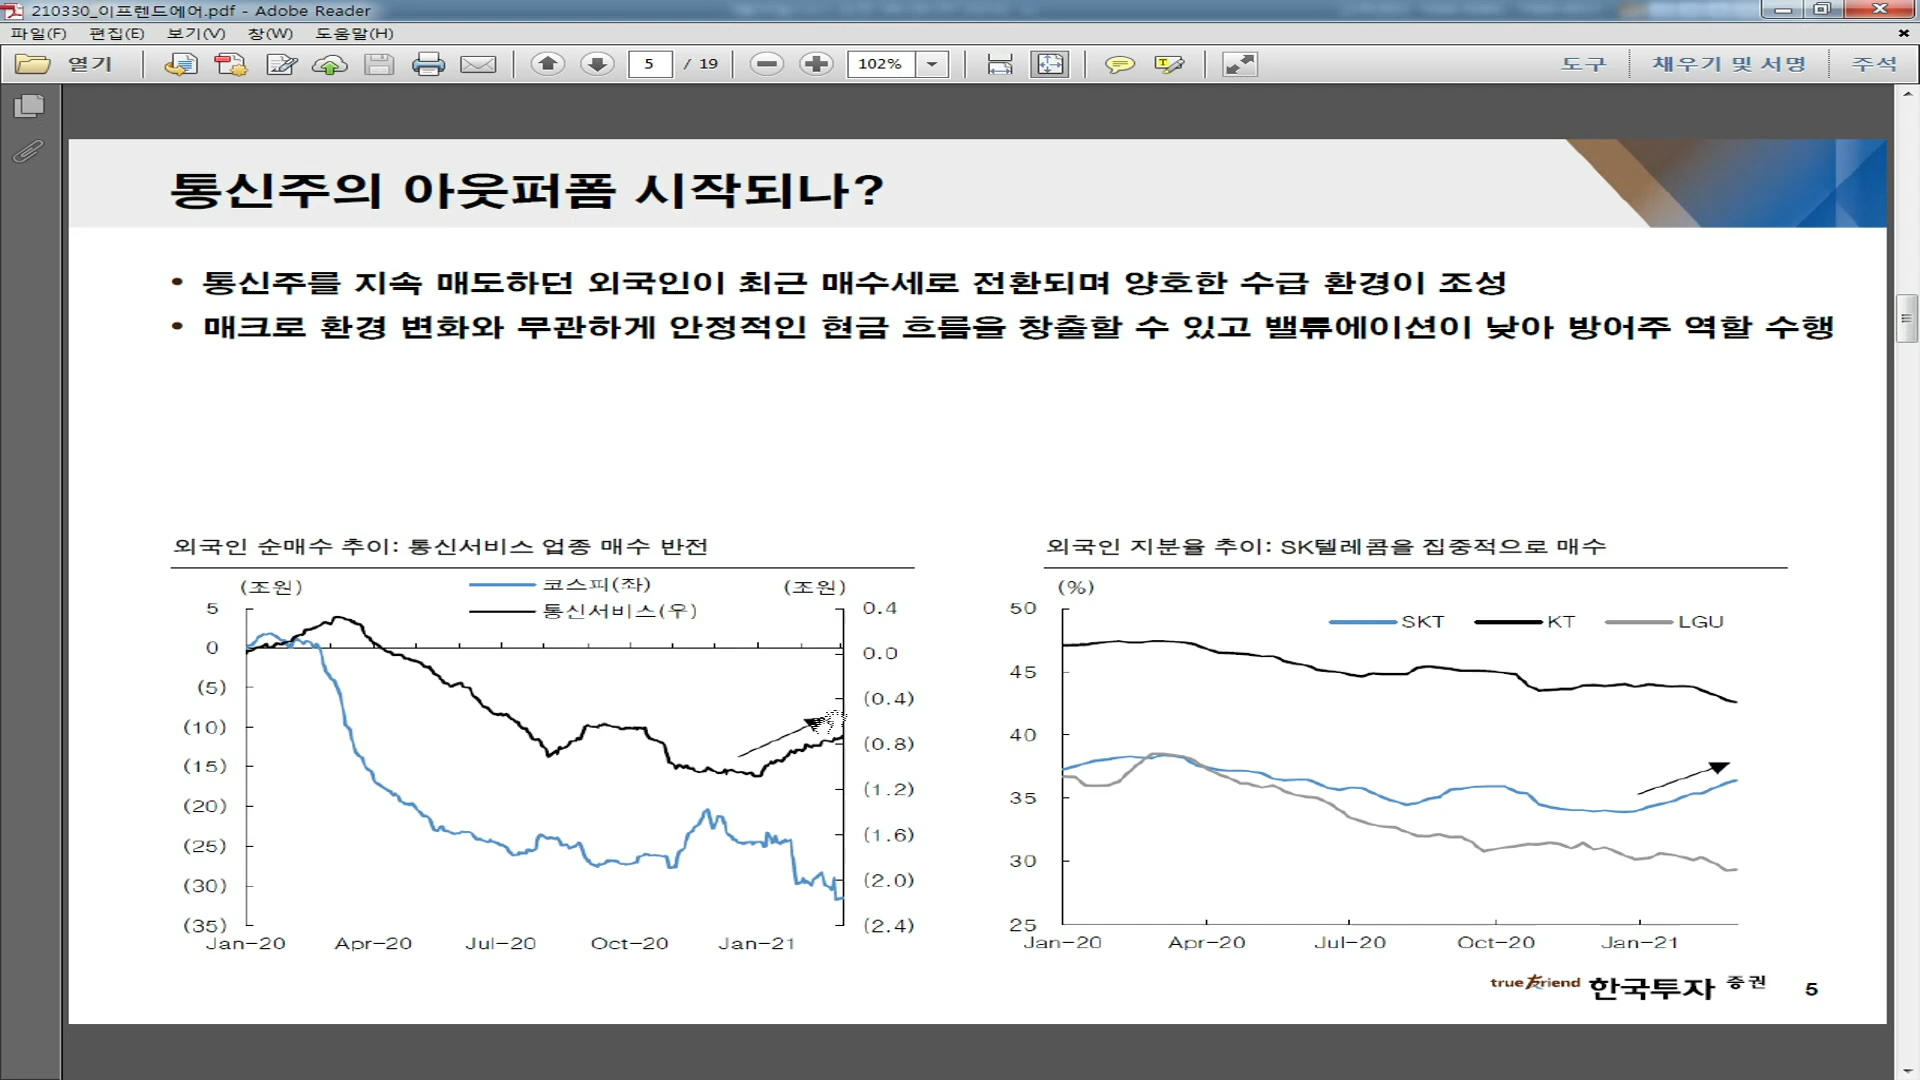 210330_이프렌드에어.pdf - Adobe Reader
파일(F) 편집(E) 보기(V) 창(W) 도움말(H)
열기 5 / 19 102% 도구 채우기 및 서명 주석
통신주의 아웃퍼폼 시작되나?
• 통신주를 지속 매도하던 외국인이 최근 매수세로 전환되며 양호한 수급 환경이 조성
• 매크로 환경 변화와 무관하게 안정적인 현금 흐름을 창출할 수 있고 밸류에이션이 낮아 방어주 역할 수행
외국인 순매수 추이: 통신서비스 업종 매수 반전
(조원) 코스피(좌) (조원)
통신서비스(우)
5 0.4
0 0.0
(5) (0.4)
(10) (0.8)
(15) (1.2)
(20) (1.6)
(25) (2.0)
(30) (2.4)
(35)
Jan-20 Apr-20 Jul-20 Oct-20 Jan-21
외국인 지분율 추이: SK텔레콤을 집중적으로 매수
(%)
SKT KT LGU
50
45
40
35
30
25
Jan-20 Apr-20 Jul-20 Oct-20 Jan-21
true friend 한국투자 증권 5